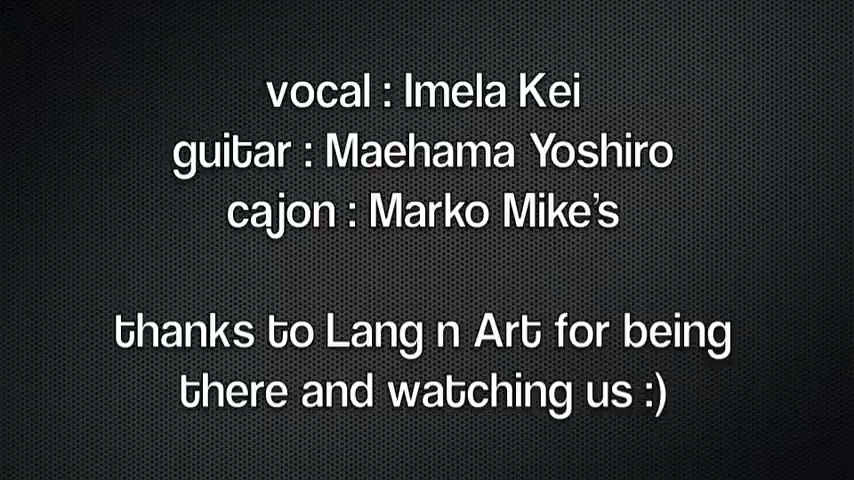 vocal : Imela Kei
guitar : Maehama Yoshiro
cajon : Marko Mike's
thanks to Lang n Art for being
there and watching us :)